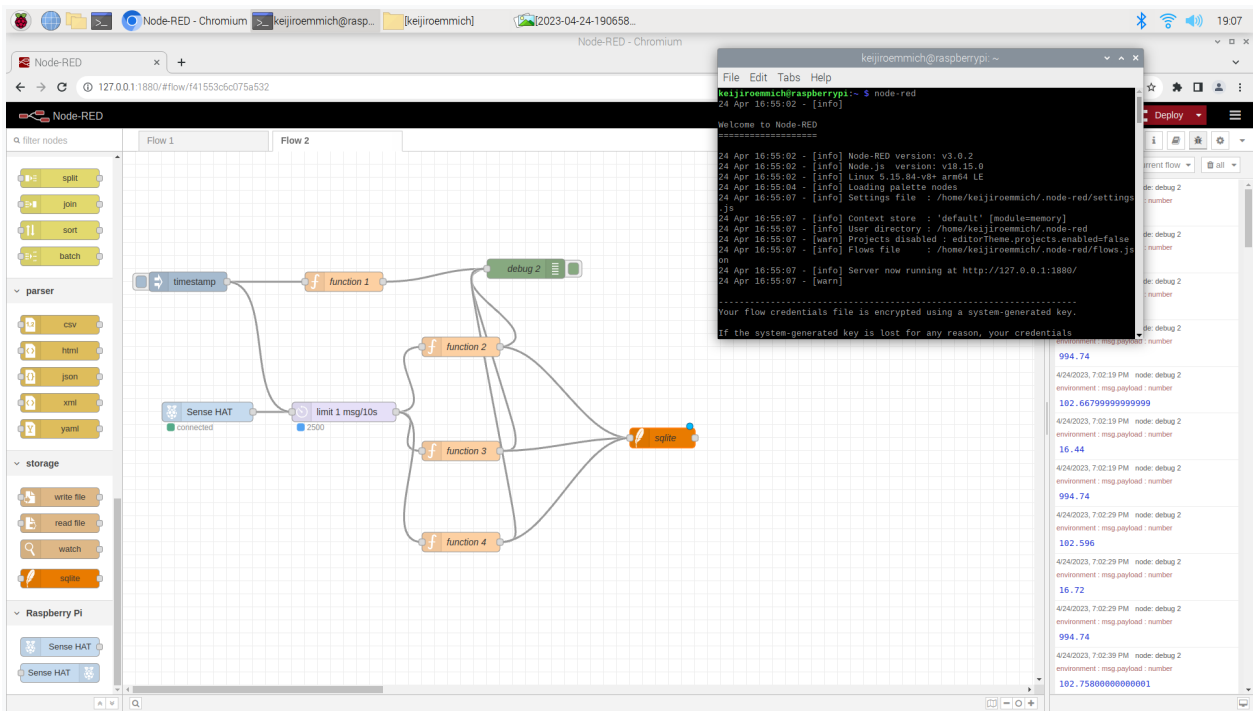 Node-RED - Chromium
keijiroemmich@rasp...
[keijiroemmich]
[2023-04-24-190658...
19:07
Node-RED - Chromium
Node-RED
127.0.0.1:1880/#flow/f41553c6c075a532
Node-RED
Deploy
filter nodes
Flow 1
Flow 2
current flow
all
split
join
sort
batch
parser
csv
html
json
xml
yaml
storage
write file
read file
watch
sqlite
Raspberry Pi
Sense HAT
Sense HAT
timestamp
function 1
debug 2
function 2
Sense HAT
connected
limit 1 msg/10s
2500
function 3
sqlite
function 4
keijiroemmich@raspberrypi: ~
File Edit Tabs Help
keijiroemmich@raspberrypi:~ $ node-red
24 Apr 16:55:02 - [info]
Welcome to Node-RED
===================
24 Apr 16:55:02 - [info] Node-RED version: v3.0.2
24 Apr 16:55:02 - [info] Node.js  version: v18.15.0
24 Apr 16:55:02 - [info] Linux 5.15.84-v8+ arm64 LE
24 Apr 16:55:04 - [info] Loading palette nodes
24 Apr 16:55:07 - [info] Settings file  : /home/keijiroemmich/.node-red/settings
.js
24 Apr 16:55:07 - [info] Context store  : 'default' [module=memory]
24 Apr 16:55:07 - [info] User directory : /home/keijiroemmich/.node-red
24 Apr 16:55:07 - [warn] Projects disabled : editorTheme.projects.enabled=false
24 Apr 16:55:07 - [info] Flows file     : /home/keijiroemmich/.node-red/flows.js
on
24 Apr 16:55:07 - [info] Server now running at http://127.0.0.1:1880/
24 Apr 16:55:07 - [warn]
---------------------------------------------------------------------
Your flow credentials file is encrypted using a system-generated key.
If the system-generated key is lost for any reason, your credentials
de: debug 2
: number
de: debug 2
: number
de: debug 2
: number
de: debug 2
environment : msg.payload : number
994.74
4/24/2023, 7:02:19 PM node: debug 2
environment : msg.payload : number
102.66799999999999
4/24/2023, 7:02:19 PM node: debug 2
environment : msg.payload : number
16.44
4/24/2023, 7:02:19 PM node: debug 2
environment : msg.payload : number
994.74
4/24/2023, 7:02:29 PM node: debug 2
environment : msg.payload : number
102.596
4/24/2023, 7:02:29 PM node: debug 2
environment : msg.payload : number
16.72
4/24/2023, 7:02:29 PM node: debug 2
environment : msg.payload : number
994.74
4/24/2023, 7:02:39 PM node: debug 2
environment : msg.payload : number
102.75800000000001